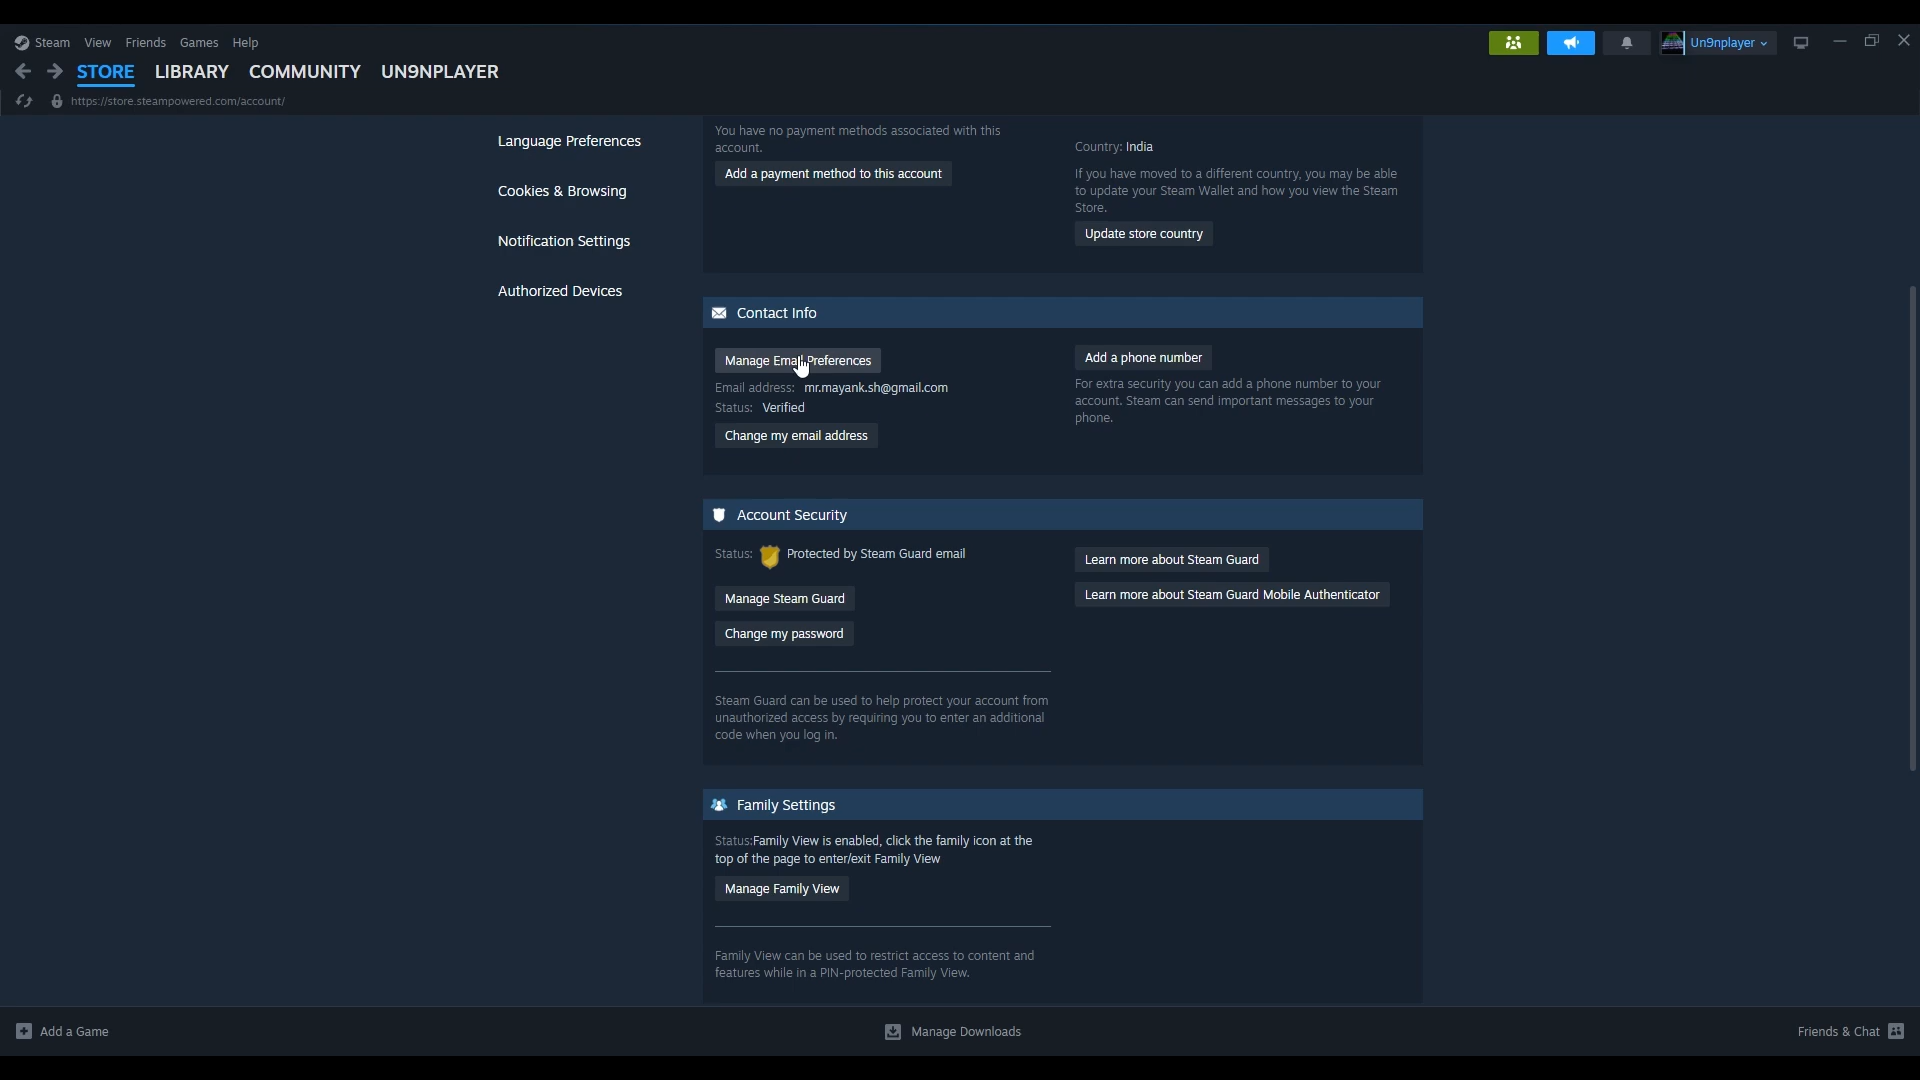 Steam View Friends Games Help
Un9nplayer
STORE LIBRARY COMMUNITY UN9NPLAYER
https://store.steampowered.com/account/
Language Preferences
Cookies & Browsing
Notification Settings
Authorized Devices
You have no payment methods associated with this
account.
Add a payment method to this account
Country: India
If you have moved to a different country, you may be able
to update your Steam Wallet and how you view the Steam
Store.
Update store country
Contact Info
Manage Email Preferences
Email address: mr.mayank.sh@gmail.com
Status: Verified
Change my email address
Add a phone number
For extra security you can add a phone number to your
account. Steam can send important messages to your
phone.
Account Security
Status: Protected by Steam Guard email
Manage Steam Guard
Change my password
Learn more about Steam Guard
Learn more about Steam Guard Mobile Authenticator
Steam Guard can be used to help protect your account from
unauthorized access by requiring you to enter an additional
code when you log in.
Family Settings
Status:Family View is enabled, click the family icon at the
top of the page to enter/exit Family View
Manage Family View
Family View can be used to restrict access to content and
features while in a PIN-protected Family View.
Add a Game
Manage Downloads
Friends & Chat